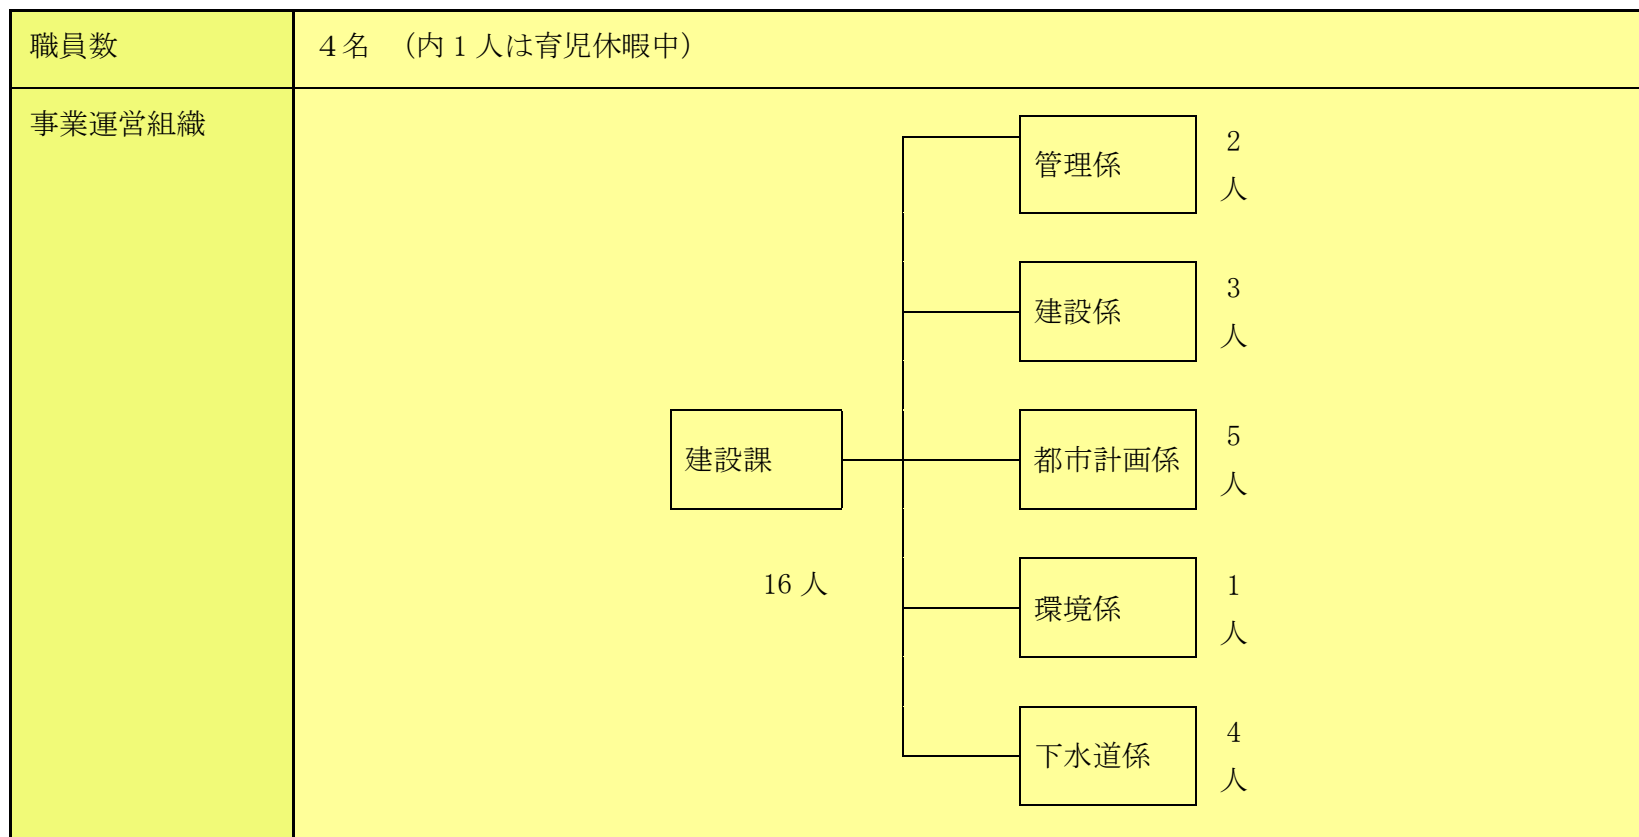 職員数
４名　（内 1 人は育児休暇中）
事業運営組織
管理係
2
人
建設係
3
人
建設課
16 人
都市計画係
5
人
環境係
1
人
下水道係
4
人